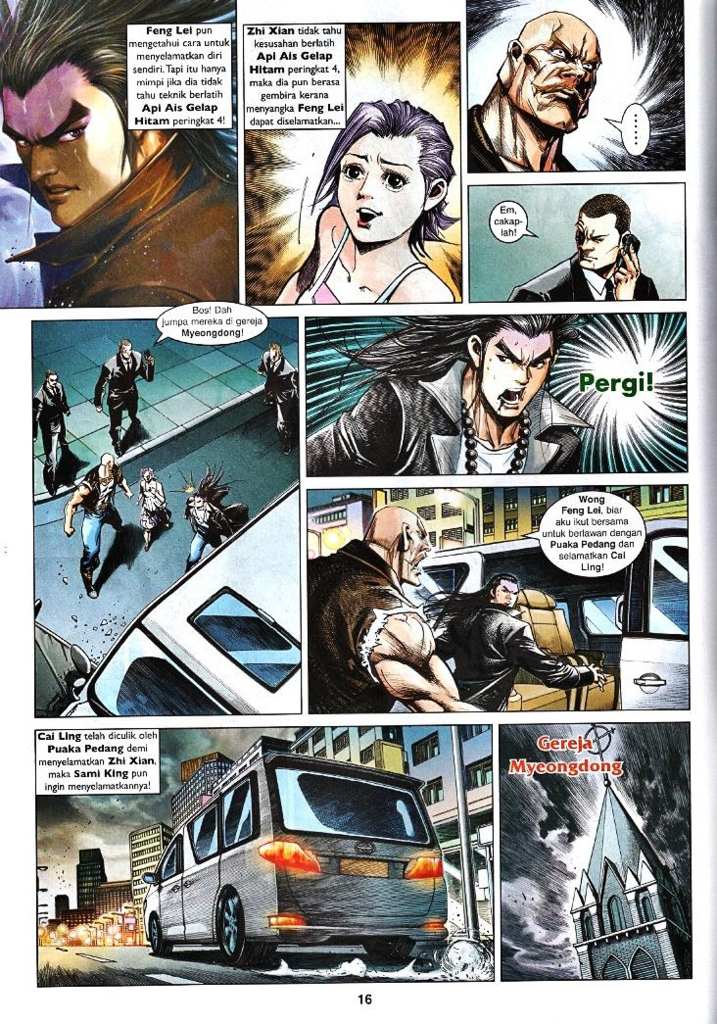 Feng Lei pun
mengetahui cara untuk
menyelamatkan diri
sendiri. Tapi itu hanya
mimpi jika dia tidak
tahu teknik berlatih
Api Ais Gelap
Hitam peringkat 4!
Zhi Xian tidak tahu
kesusahan berlatih
Api Ais Gelap
Hitam peringkat 4,
maka dia pun berasa
gembira kerana
menyangka Feng Lei
dapat diselamatkan...
......
Em,
cakap-
lah!
Bos! Dah
jumpa mereka di gereja
Myeongdong!
Pergi!
Wong
Feng Lei, biar
aku ikut bersama
untuk berlawan dengan
Puaka Pedang dan
selamatkan Cai
Ling!
Cai Ling telah diculik oleh
Puaka Pedang demi
menyelamatkan Zhi Xian,
maka Sami King pun
ingin menyelamatkannya!
Gereja
Myeongdong
16